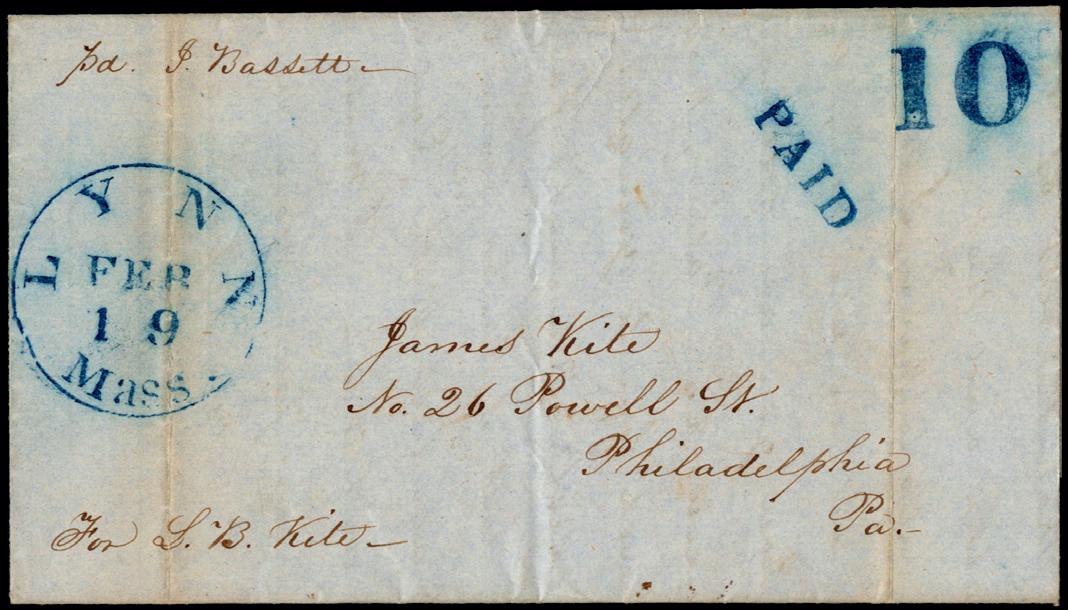 pd. J. Bassett
PAID
10
LYNN
FEB
19
Mass.
James Kite
No. 26 Powell St.
Philadelphia
Pa.
For S. B. Kite